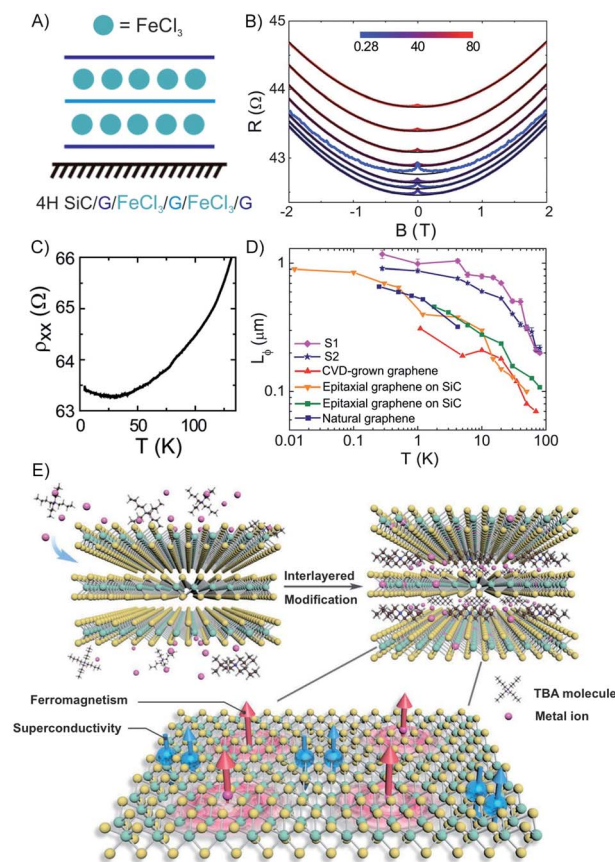 A)
= FeCl₃
4H SiC/G/FeCl₃/G/FeCl₃/G
B)
45
44
43
R (Ω)
0.28 40 80
-2 -1 0 1 2
B (T)
C)
66
65
64
63
ρxx (Ω)
0 50 100
T (K)
D)
1
0.1
Lϕ (μm)
S1
S2
CVD-grown graphene
Epitaxial graphene on SiC
Epitaxial graphene on SiC
Natural graphene
0.01 0.1 1 10 100
T (K)
E)
Interlayered
Modification
TBA molecule
Metal ion
Ferromagnetism
Superconductivity